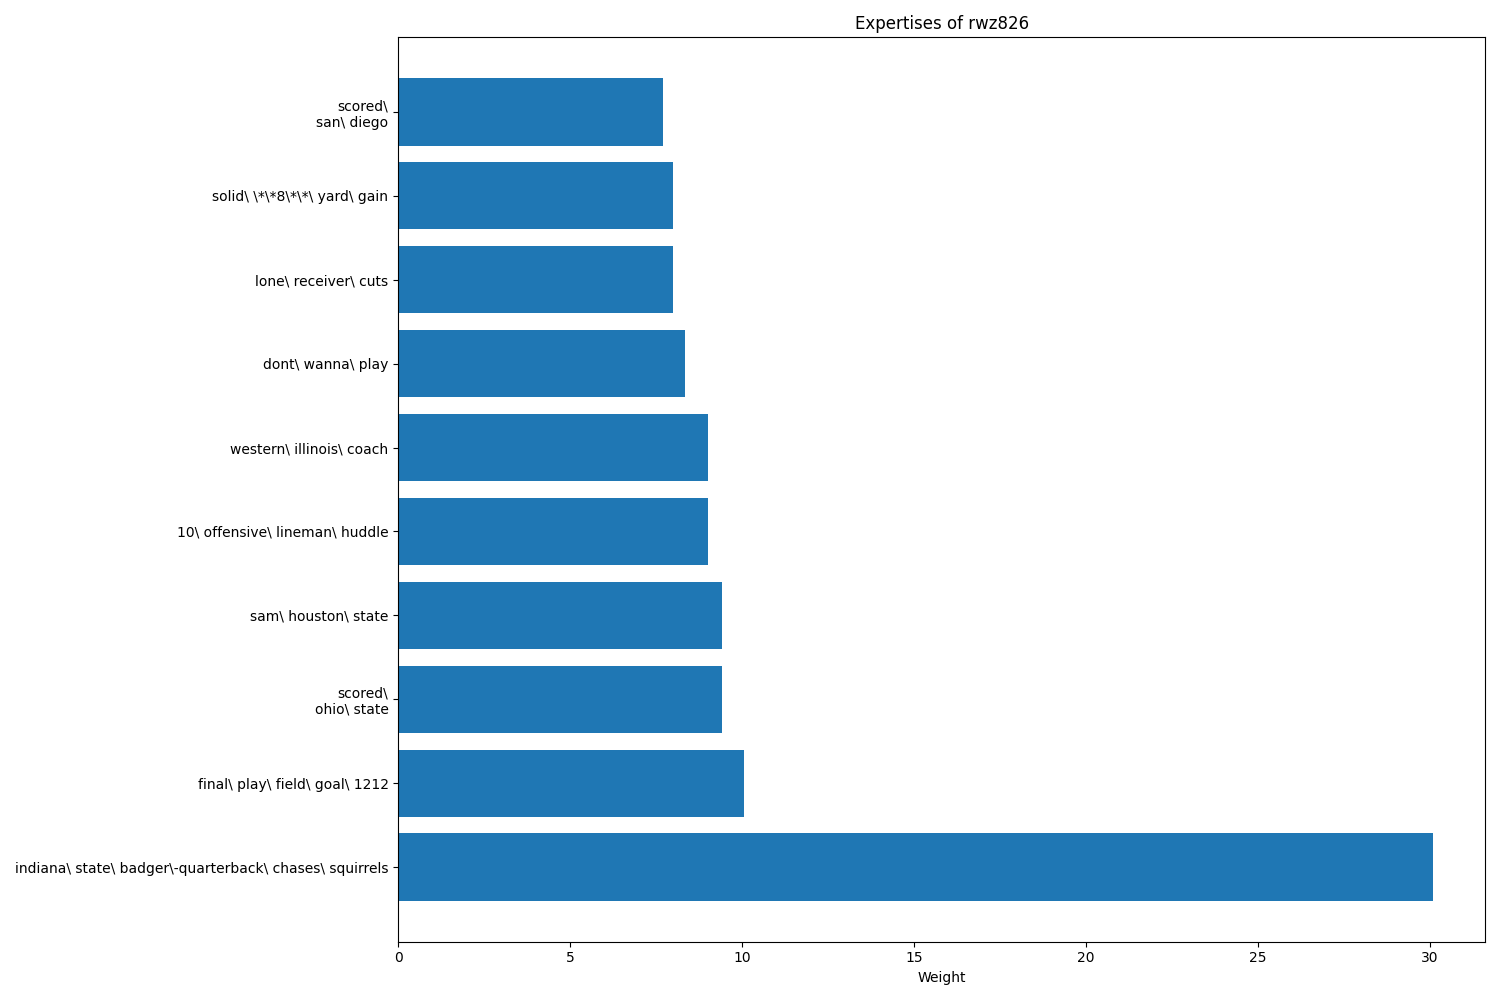 Expertises of rwz826
scored\
san\ diego
solid\ \*\*8\*\*\ yard\ gain
lone\ receiver\ cuts
dont\ wanna\ play
western\ illinois\ coach
10\ offensive\ lineman\ huddle
sam\ houston\ state
scored\
ohio\ state
final\ play\ field\ goal\ 1212
indiana\ state\ badger\-quarterback\ chases\ squirrels
0 5 10 15 20 25 30
Weight